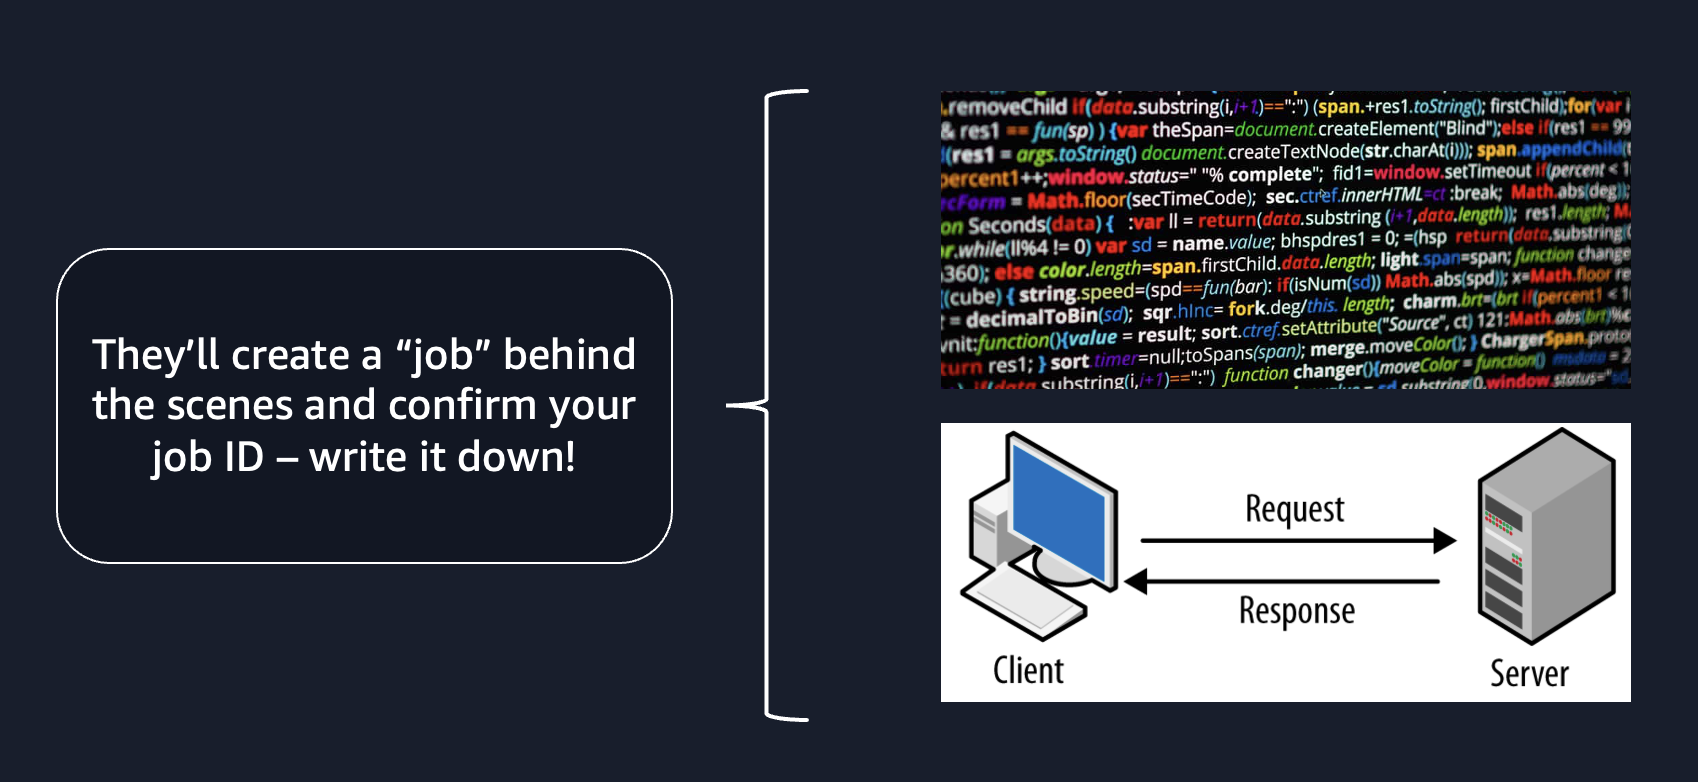 They’ll create a “job” behind
the scenes and confirm your
job ID – write it down!
.removeChild if(data.substring(i,i+1)==":") (span.+res1.toString(); firstChild);for(var
& res1 == fun(sp) ) {var theSpan=document.createElement("Blind");else if(res1 == 99
(res1 = args.toString() document.createTextNode(str.charAt(i))); span.appendChild(
percent1++;window.status=" "% complete"; fid1=window.setTimeout if(percent < 1
= Math.floor(secTimeCode); sec.ctref.innerHTML=ct :break; Math.abs(deg));
on Seconds(data) { :var ll = return(data.substring (i+1,data.length)); res1.length;
.while(ll%4 != 0) var sd = name.value; bhspdres1 = 0; =(hsp return(data.substring(
360); else color.length=span.firstChild.data.length; light.span=span; function change
((cube) { string.speed=(spd==fun(bar): if(isNum(sd)) Math.abs(spd)); x=Math.floor re
= decimalToBin(sd); sqr.hInc= fork.deg/this. length; charm.brt=(brt if(percent1 < 1
vnit:function(){value = result; sort.ctref.setAttribute("Source", ct) 121:Math.abs(brt)%c
turn res1; } sort timer=null;toSpans(span); merge.moveColor(); } ChargerSpan.proto
if(data.substring(i,i+1)==":") function changer(){moveColor = function()
Request
Response
Client
Server